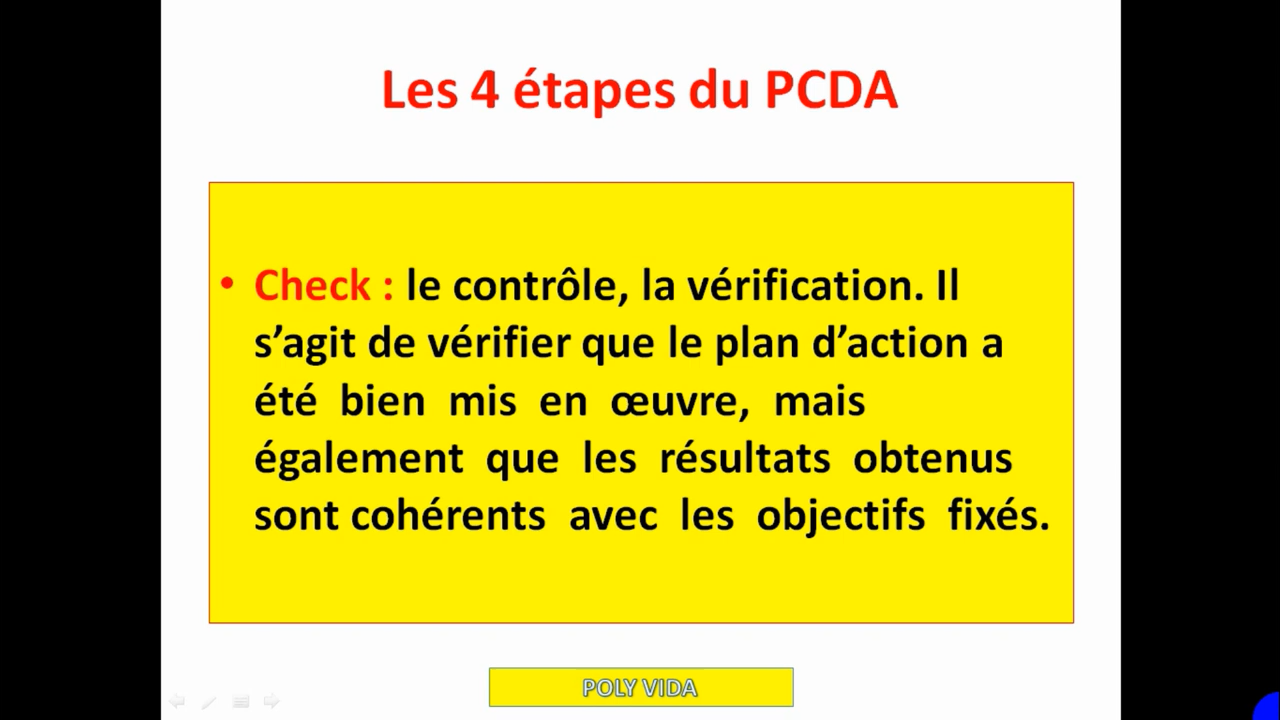 Les 4 étapes du PCDA
• Check : le contrôle, la vérification. Il
s’agit de vérifier que le plan d’action a
été bien mis en œuvre, mais
également que les résultats obtenus
sont cohérents avec les objectifs fixés.
POLY VIDA